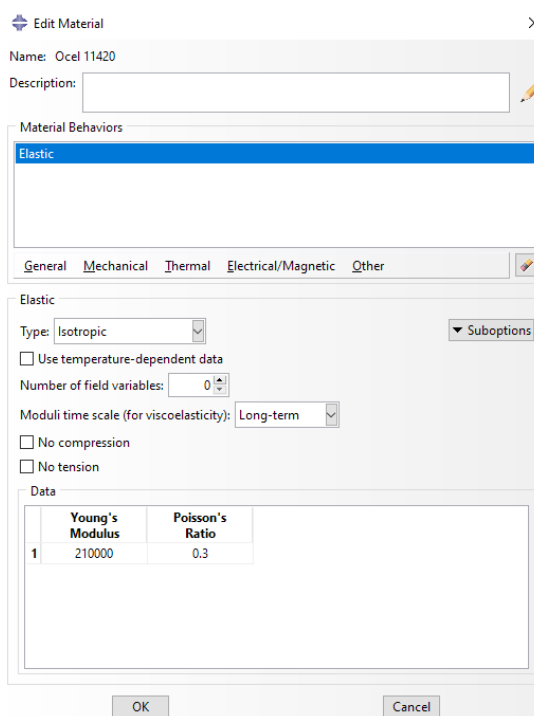 Edit Material
Name: Ocel 11420
Description:
Material Behaviors
Elastic
General Mechanical Thermal Electrical/Magnetic Other
Elastic
Type: Isotropic Suboptions
Use temperature-dependent data
Number of field variables: 0
Moduli time scale (for viscoelasticity): Long-term
No compression
No tension
Data
Young's Poisson's
Modulus Ratio
1 210000 0.3
OK Cancel